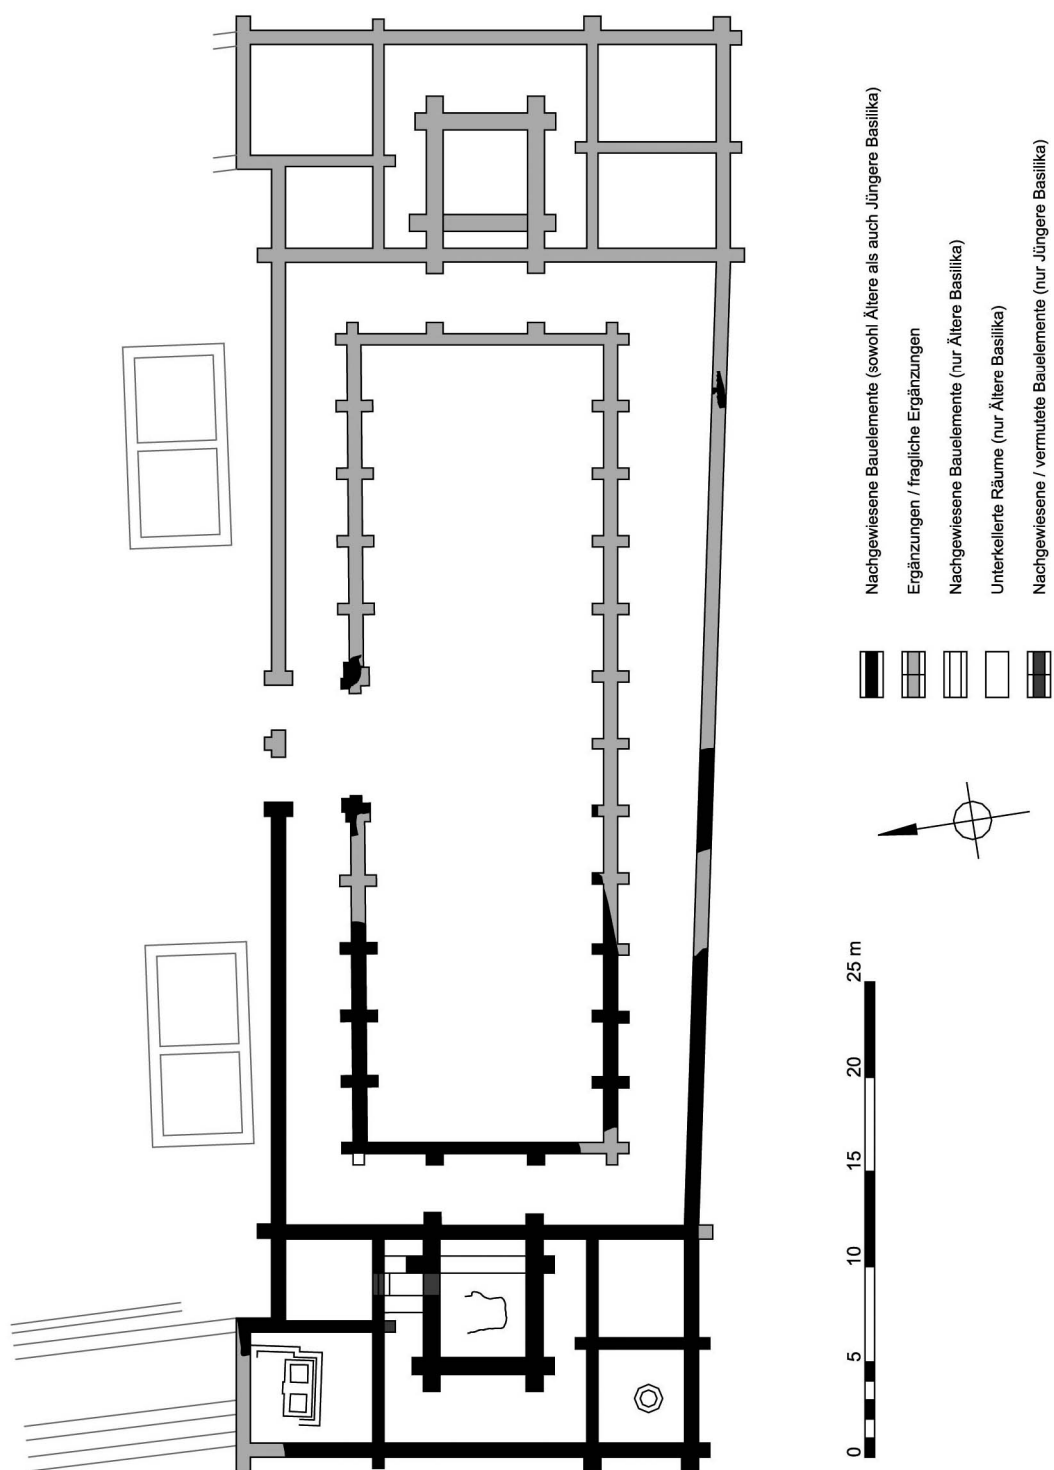 Nachgewiesene Bauelemente (sowohl Ältere als auch Jüngere Basilika)
Ergänzungen / fragliche Ergänzungen
Nachgewiesene Bauelemente (nur Ältere Basilika)
Unterkellerte Räume (nur Ältere Basilika)
Nachgewiesene / vermutete Bauelemente (nur Jüngere Basilika)
0 5 10 15 20 25 m